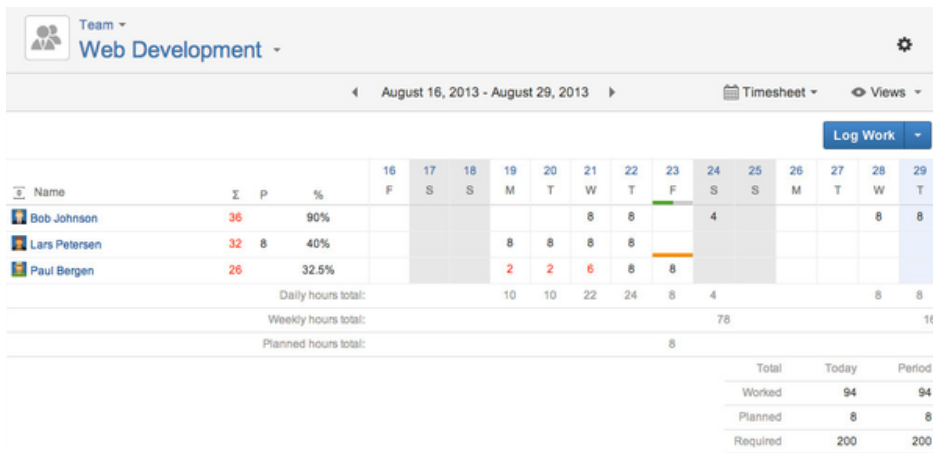 Team
Web Development
August 16, 2013 - August 29, 2013 Timesheet Views
Log Work
16 17 18 19 20 21 22 23 24 25 26 27 28 29
Name Σ P % F S S M T W T F S S M T W T
Bob Johnson 36 90% 8 8 4 8 8
Lars Petersen 32 8 40% 8 8 8 8
Paul Bergen 26 32.5% 2 2 6 8 8
Daily hours total: 10 10 22 24 8 4 8 8
Weekly hours total: 78 16
Planned hours total: 8
Total Today Period
Worked 94 94
Planned 8 8
Required 200 200